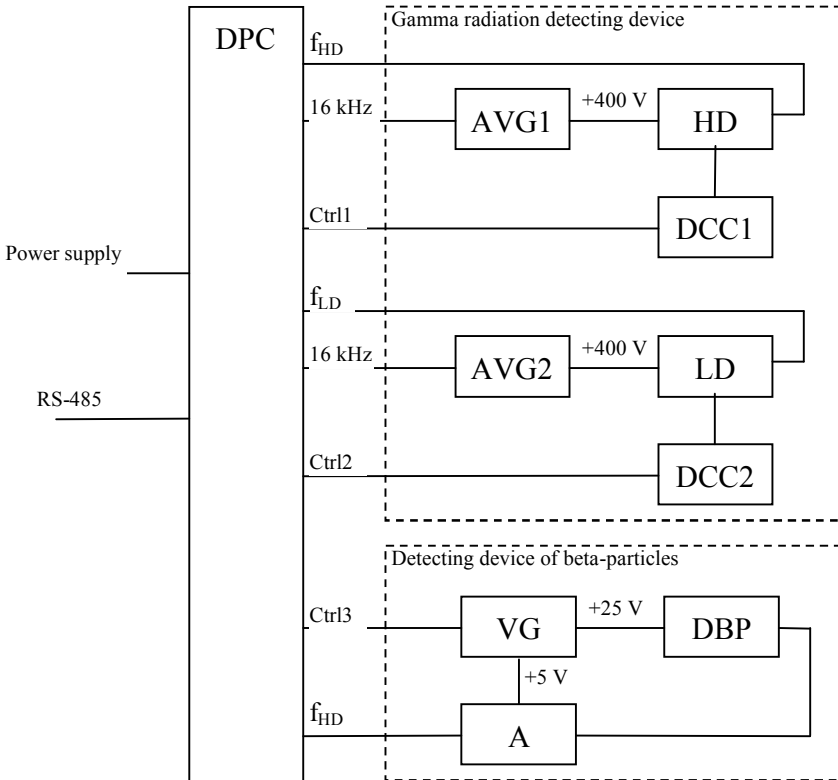 DPC
Gamma radiation detecting device
fHD
16 kHz
AVG1
+400 V
HD
Ctrl1
DCC1
Power supply
fLD
16 kHz
AVG2
+400 V
LD
RS-485
Ctrl2
DCC2
Detecting device of beta-particles
Ctrl3
VG
+25 V
DBP
+5 V
fHD
A